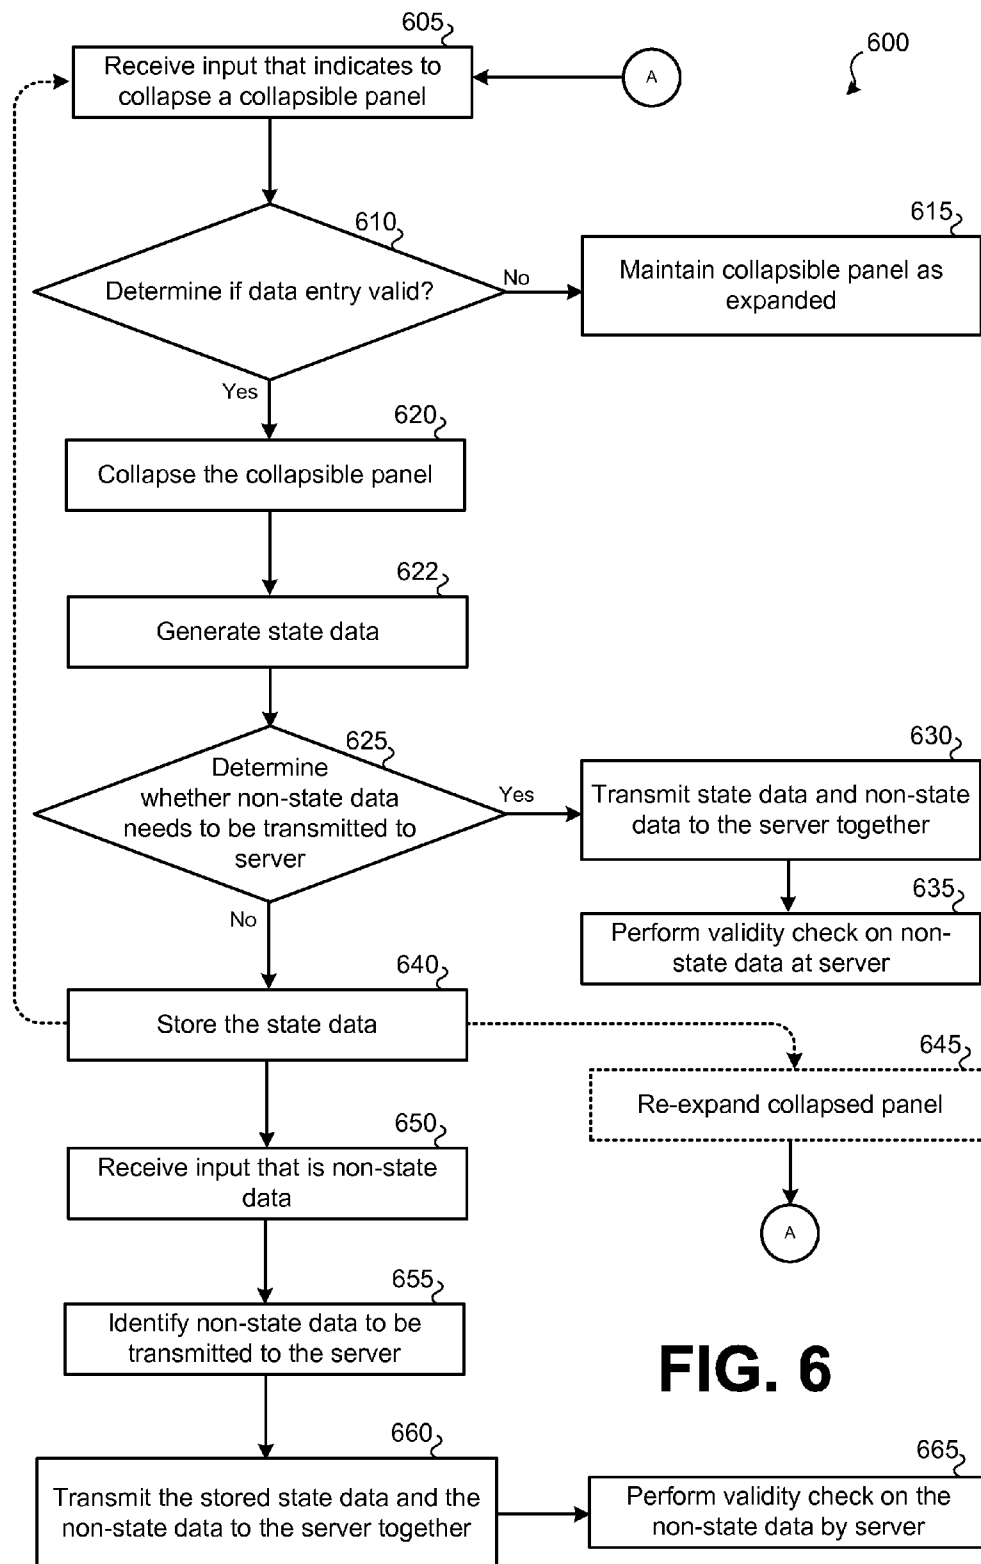 605
Receive input that indicates to
collapse a collapsible panel
A
600
610
Determine if data entry valid?
No
615
Maintain collapsible panel as
expanded
Yes
620
Collapse the collapsible panel
622
Generate state data
625
Determine
whether non-state data
needs to be transmitted to
server
Yes
630
Transmit state data and non-state
data to the server together
635
Perform validity check on non-
state data at server
No
640
Store the state data
645
Re-expand collapsed panel
A
650
Receive input that is non-state
data
655
Identify non-state data to be
transmitted to the server
FIG. 6
660
Transmit the stored state data and the
non-state data to the server together
665
Perform validity check on the
non-state data by server